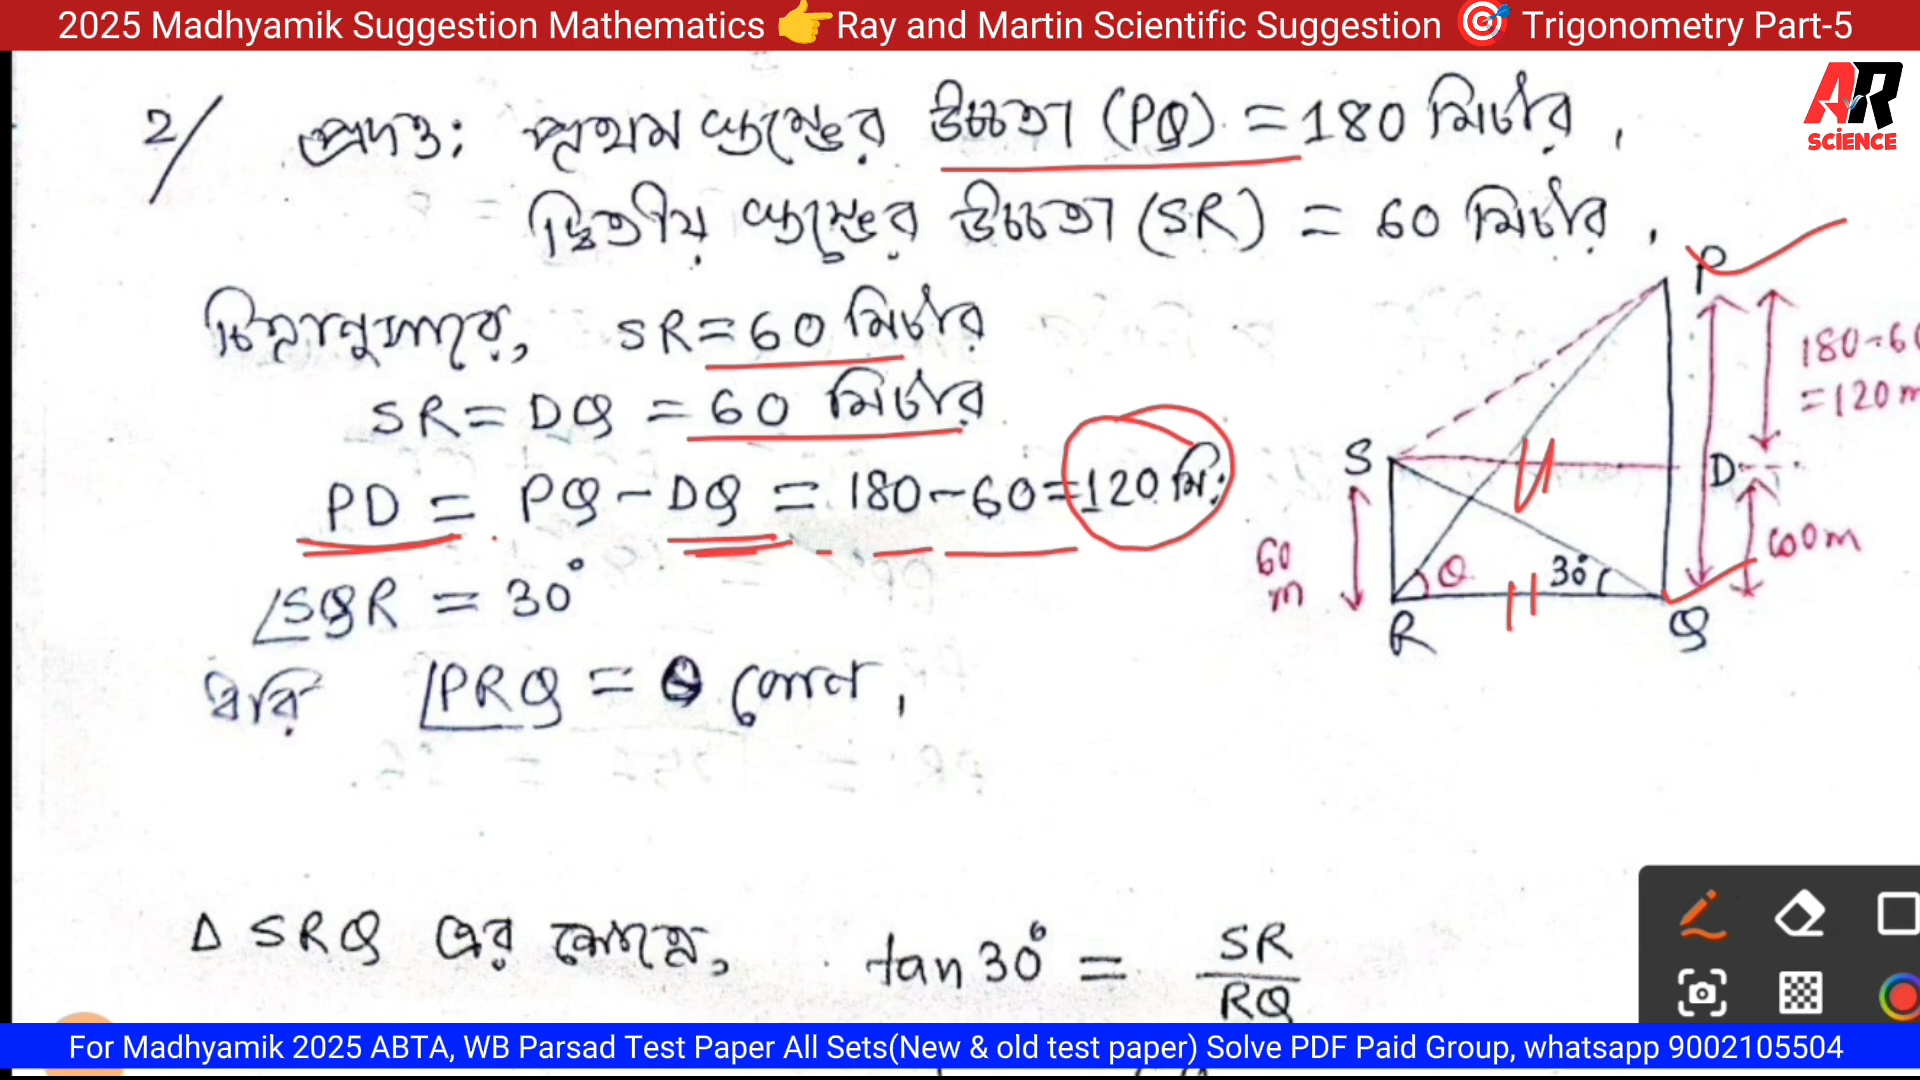 2025 Madhyamik Suggestion Mathematics 👉Ray and Martin Scientific Suggestion 🎯 Trigonometry Part-5
AR
SCIENCE
2/ প্রদত্ত: প্রথম স্তম্ভের উচ্চতা (PQ) = 180 মিটার,
দ্বিতীয় স্তম্ভের উচ্চতা (SR) = 60 মিটার,
চিত্রানুসারে, SR = 60 মিটার
SR = DQ = 60 মিটার
PD = PQ - DQ = 180 - 60 = 120 মি:
∠SQR = 30°
ধরি ∠PRQ = θ কোণ,
P
180-60
= 120 m
S
D
60 m
60m
θ
30°
R
Q
Δ SRQ এর ক্ষেত্রে, tan 30° = SR/RQ
For Madhyamik 2025 ABTA, WB Parsad Test Paper All Sets(New & old test paper) Solve PDF Paid Group, whatsapp 9002105504